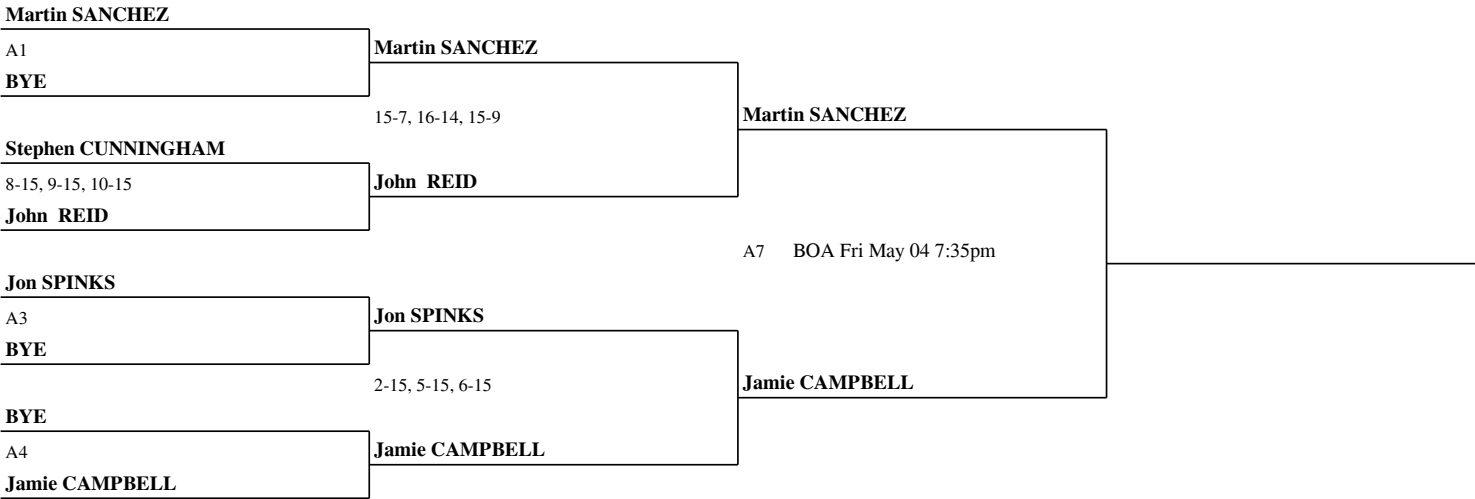 Martin SANCHEZ
A1
BYE
Martin SANCHEZ
15-7, 16-14, 15-9
Martin SANCHEZ
Stephen CUNNINGHAM
8-15, 9-15, 10-15
John  REID
John  REID
A7 BOA Fri May 04 7:35pm
Jon SPINKS
A3
BYE
Jon SPINKS
2-15, 5-15, 6-15
Jamie CAMPBELL
BYE
A4
Jamie CAMPBELL
Jamie CAMPBELL